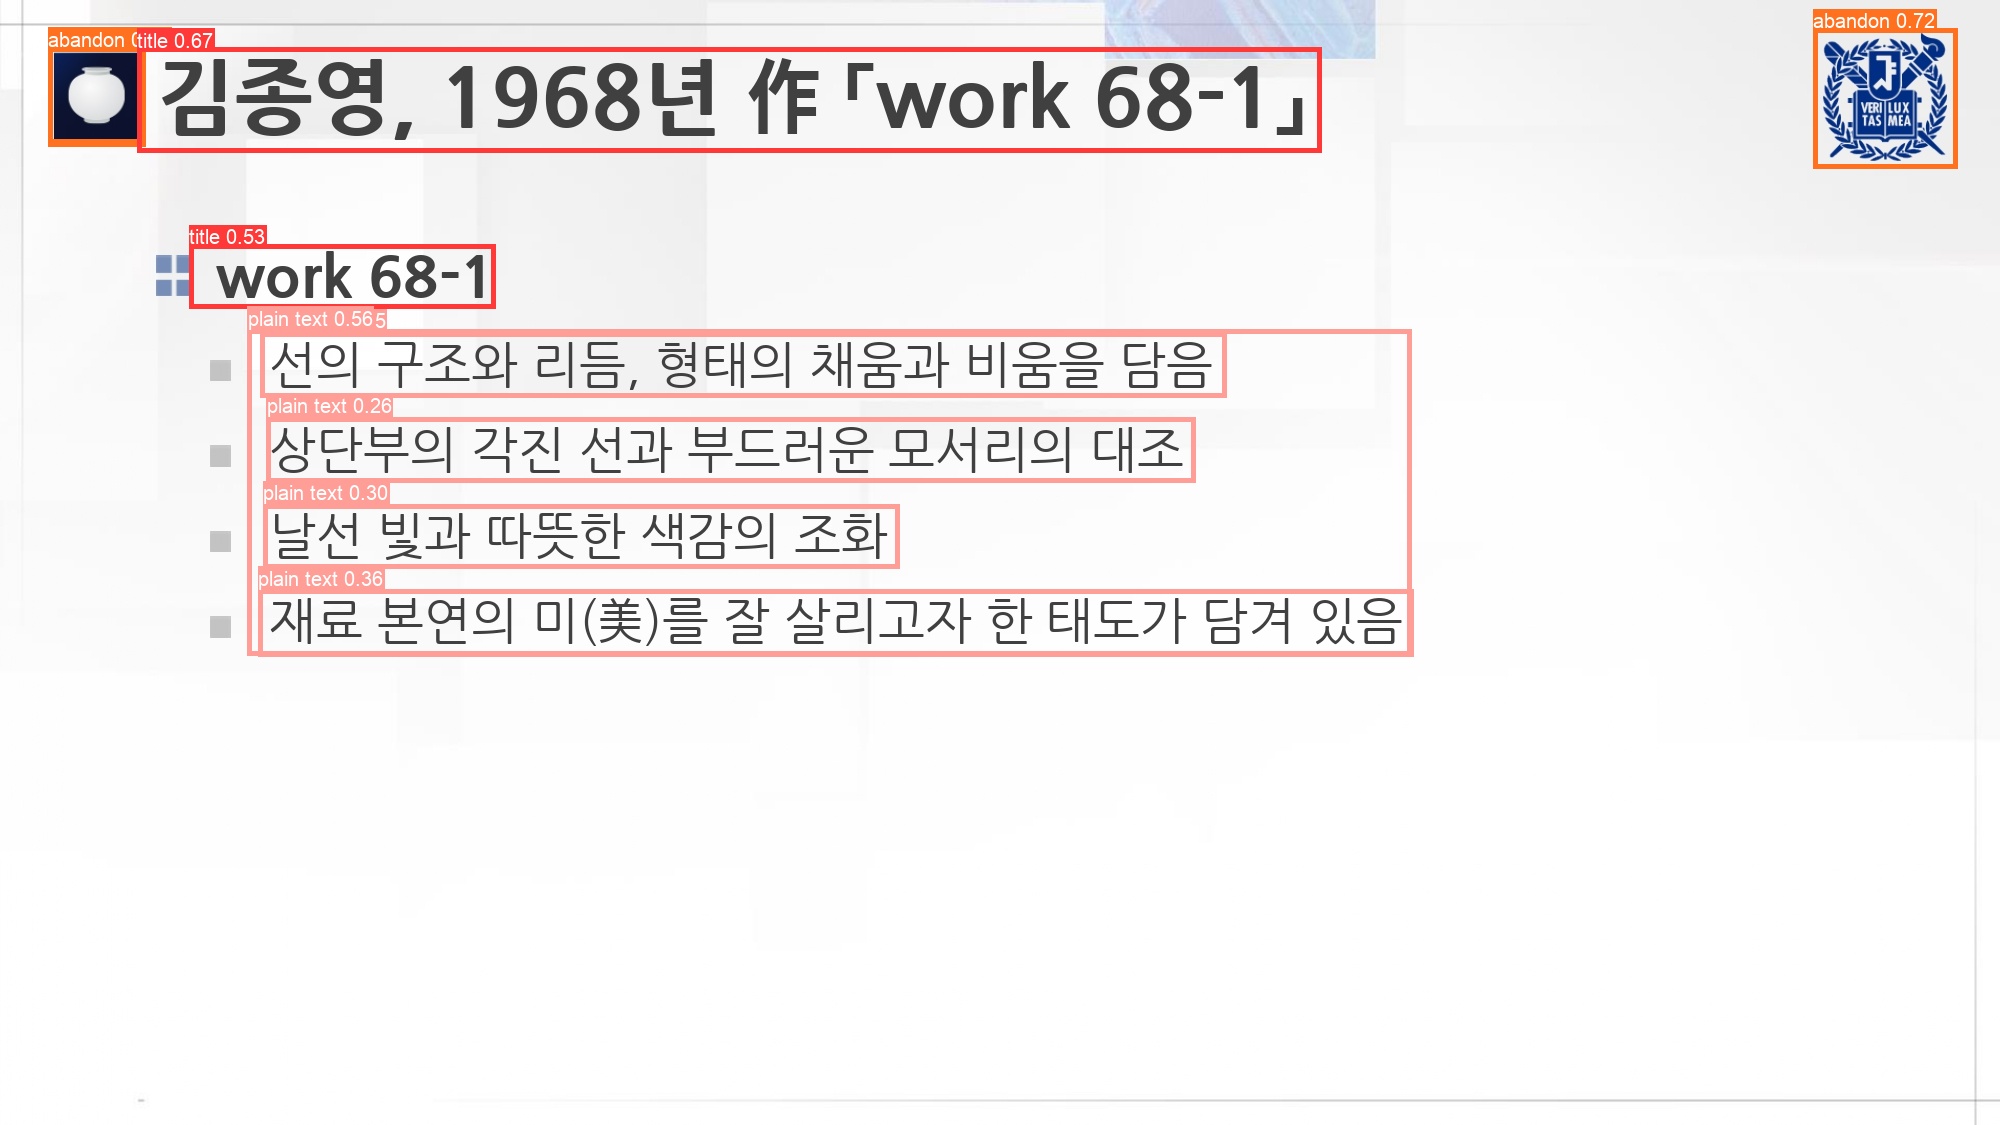 abandon 0
title 0.67
abandon 0.72
김종영, 1968년 作 ｢work 68-1｣
VERI LUX
TAS MEA
title 0.53
work 68-1
plain text 0.56 5
선의 구조와 리듬, 형태의 채움과 비움을 담음
plain text 0.26
상단부의 각진 선과 부드러운 모서리의 대조
plain text 0.30
날선 빛과 따뜻한 색감의 조화
plain text 0.36
재료 본연의 미(美)를 잘 살리고자 한 태도가 담겨 있음